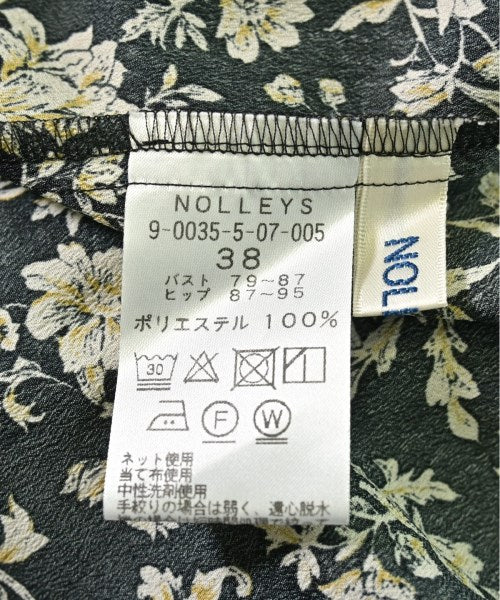 NOLLEYS
9-0035-5-07-005
38
バスト 79～87
ヒップ 87～95
ポリエステル 100%
30
F W
ネット使用
当て布使用
中性洗剤使用
手絞りの場合は弱く、遠心脱水
NOL